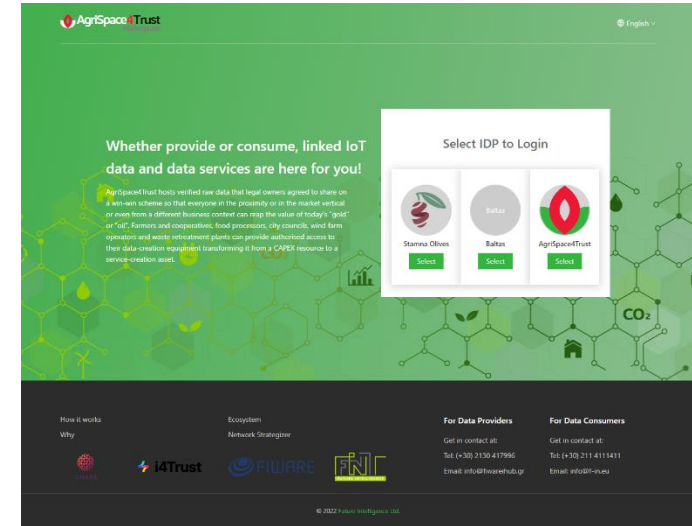 AgriSpace4Trust
English
Whether provide or consume, linked IoT
data and data services are here for you!
AgriSpace4Trust hosts verified raw data that legal owners agreed to share on
a win-win scheme so that everyone in the proximity or in the market vertical
or even from a different business context can reap the value of today's "gold"
or "oil". Farmers and cooperatives, food processors, city councils, wind farm
operators and waste retreatment plants can provide authorised access to
their data-creation equipment transforming it from a CAPEX resource to a
service-creation asset.
Select IDP to Login
Baltas
Stamna Olives
Baltas
AgriSpace4Trust
Select
Select
Select
CO₂
CO₂
How it works
Why
Ecosystem
Network Strategizer
For Data Providers
Get in contact at:
Tel: (+30) 2130 417996
Email: info@fiwarehub.gr
For Data Consumers
Get in contact at:
Tel: (+30) 211 4111411
Email: info@f-in.eu
i4Trust
FIWARE
FINT
© 2022 Future Intelligence Ltd.